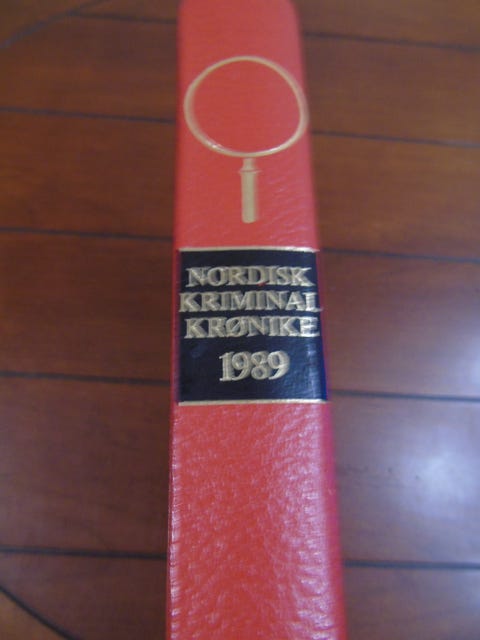 NORDISK
KRIMINAL
KRØNIKE
1989